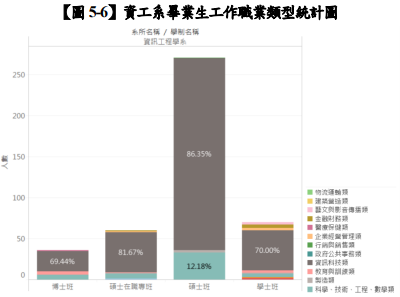 【圖 5-6】資工系畢業生工作職業類型統計圖
系所名稱 / 學制名稱
資訊工程學系
人數
250
200
150
100
50
0
69.44%
81.67%
86.35%
12.18%
70.00%
博士班
碩士在職專班
碩士班
學士班
物流運輸類
建築營造類
藝文與影音傳播類
金融財務類
醫療保健類
企業經營管理類
行銷與銷售類
政府公共事務類
資訊科技類
教育與訓練類
製造類
科學、技術、工程、數學類